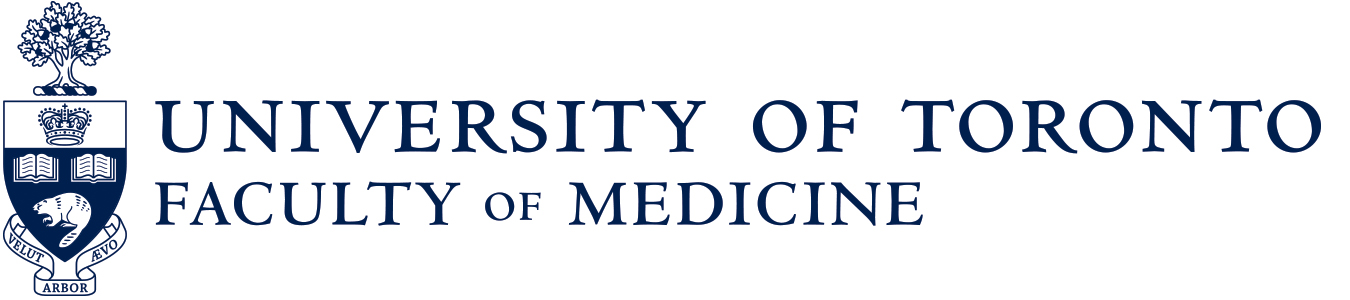 UNIVERSITY OF TORONTO
FACULTY OF MEDICINE
VELUT ARBOR ÆVO